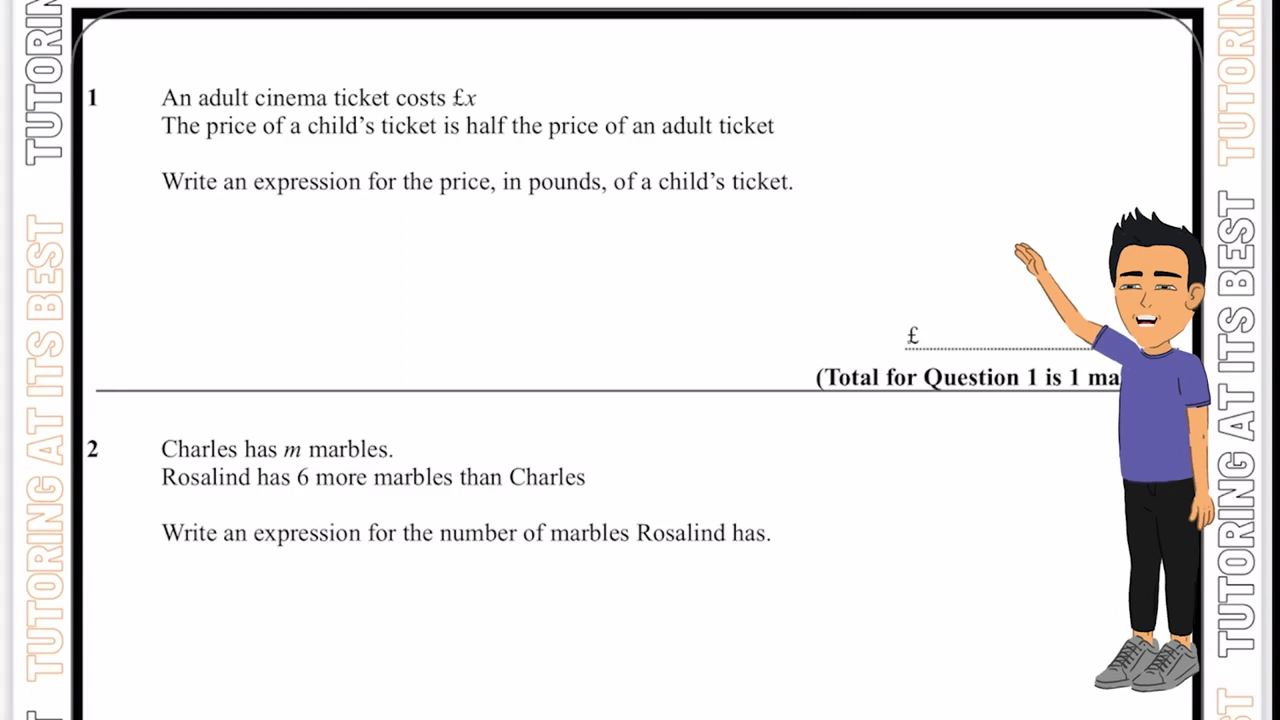 1 An adult cinema ticket costs £x
The price of a child's ticket is half the price of an adult ticket
Write an expression for the price, in pounds, of a child's ticket.
£
(Total for Question 1 is 1
2 Charles has m marbles.
Rosalind has 6 more marbles than Charles
Write an expression for the number of marbles Rosalind has.
TUTORING AT ITS BEST
TUTORING AT ITS BEST